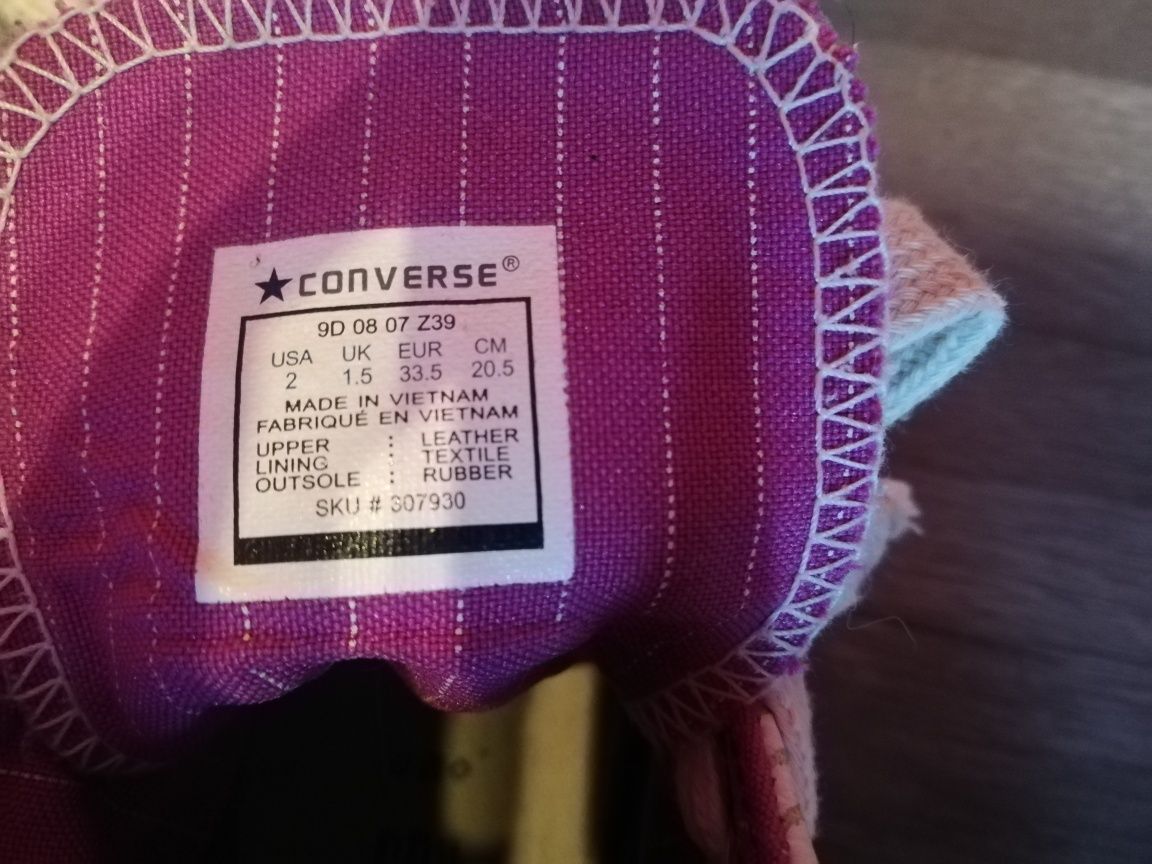 ★CONVERSE®
9D 08 07 Z39
USA UK EUR CM
2 1.5 33.5 20.5
MADE IN VIETNAM
FABRIQUÉ EN VIETNAM
UPPER : LEATHER
LINING : TEXTILE
OUTSOLE : RUBBER
SKU # 307930